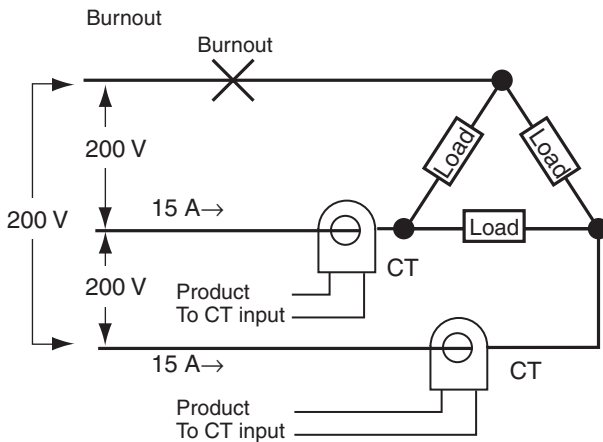 Burnout
Burnout
200 V
Load
Load
15 A→
200 V
Load
200 V
CT
Product
To CT input
15 A→
CT
Product
To CT input